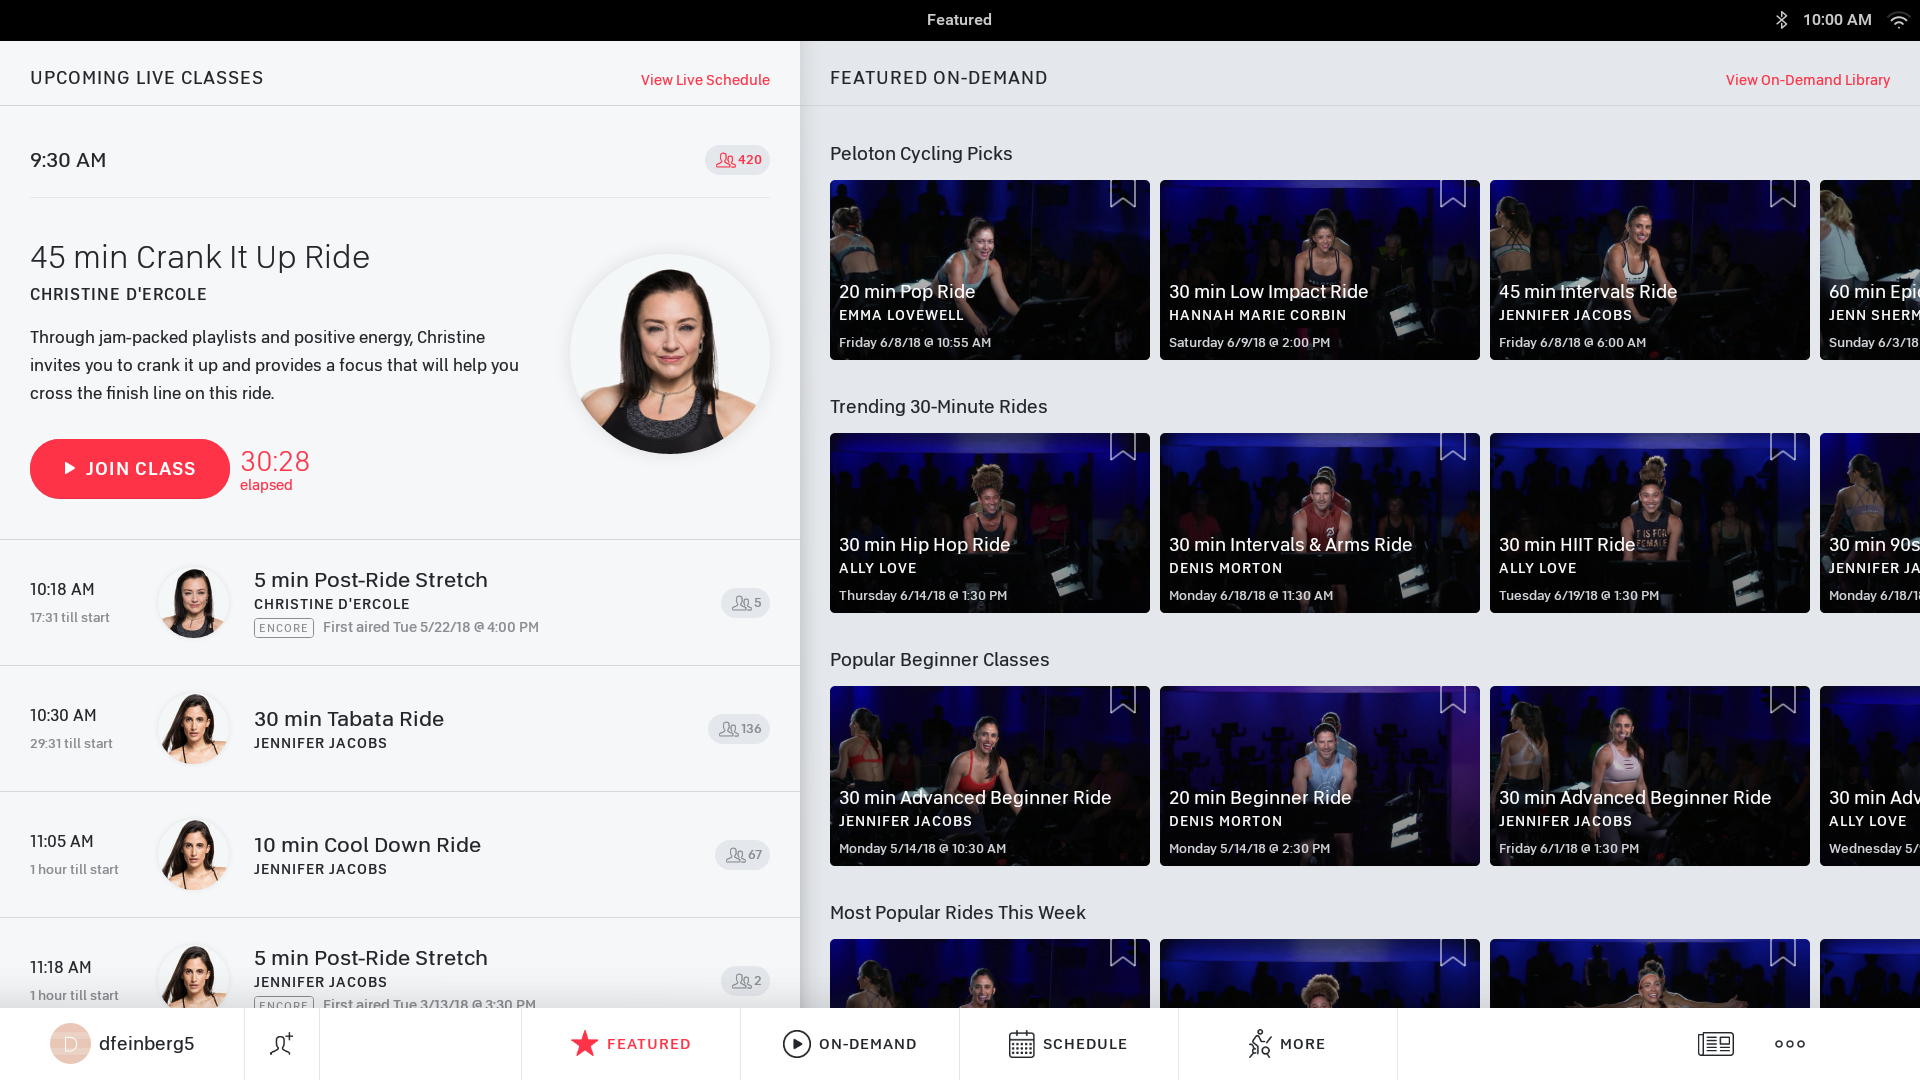 Featured
10:00 AM
UPCOMING LIVE CLASSES
View Live Schedule
9:30 AM
420
45 min Crank It Up Ride
CHRISTINE D'ERCOLE
Through jam-packed playlists and positive energy, Christine
invites you to crank it up and provides a focus that will help you
cross the finish line on this ride.
JOIN CLASS
30:28
elapsed
10:18 AM
17:31 till start
5 min Post-Ride Stretch
CHRISTINE D'ERCOLE
ENCORE First aired Tue 5/22/18 @ 4:00 PM
5
10:30 AM
29:31 till start
30 min Tabata Ride
JENNIFER JACOBS
136
11:05 AM
1 hour till start
10 min Cool Down Ride
JENNIFER JACOBS
67
11:18 AM
1 hour till start
5 min Post-Ride Stretch
JENNIFER JACOBS
ENCORE First aired Tue 3/13/18 @ 3:30 PM
2
FEATURED ON-DEMAND
View On-Demand Library
Peloton Cycling Picks
20 min Pop Ride
EMMA LOVEWELL
Friday 6/8/18 @ 10:55 AM
30 min Low Impact Ride
HANNAH MARIE CORBIN
Saturday 6/9/18 @ 2:00 PM
45 min Intervals Ride
JENNIFER JACOBS
Friday 6/8/18 @ 6:00 AM
60 min Epi
JENN SHERM
Sunday 6/3/18
Trending 30-Minute Rides
30 min Hip Hop Ride
ALLY LOVE
Thursday 6/14/18 @ 1:30 PM
30 min Intervals & Arms Ride
DENIS MORTON
Monday 6/18/18 @ 11:30 AM
IT IS FOR
FEMALE
30 min HIIT Ride
ALLY LOVE
Tuesday 6/19/18 @ 1:30 PM
30 min 90s
JENNIFER JA
Monday 6/18/1
Popular Beginner Classes
30 min Advanced Beginner Ride
JENNIFER JACOBS
Monday 5/14/18 @ 10:30 AM
20 min Beginner Ride
DENIS MORTON
Monday 5/14/18 @ 2:30 PM
30 min Advanced Beginner Ride
JENNIFER JACOBS
Friday 6/1/18 @ 1:30 PM
30 min Adv
ALLY LOVE
Wednesday 5/
Most Popular Rides This Week
D
dfeinberg5
FEATURED
ON-DEMAND
SCHEDULE
MORE